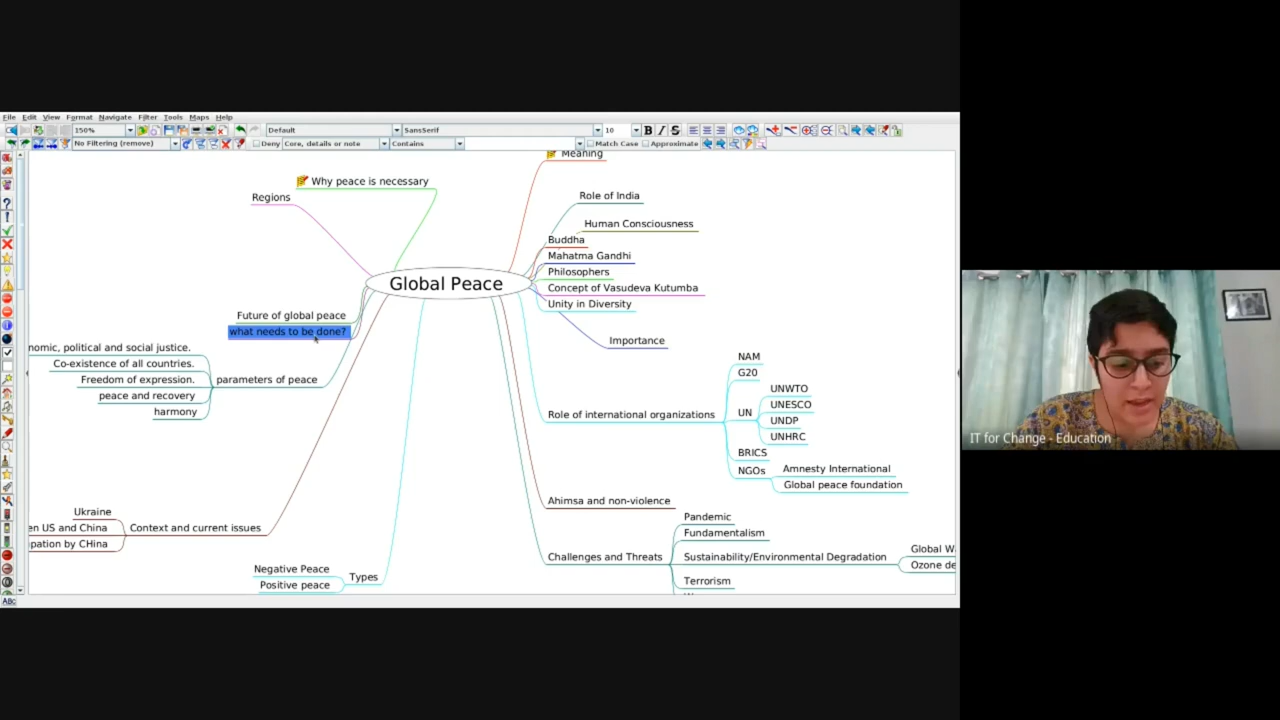 File Edit View Format Navigate Filter Tools Maps Help
150% Default SansSerif 10 B I S
No Filtering (remove) Deny Core, details or note Contains Match Case Approximate
Meaning
Why peace is necessary
Regions
Role of India
Human Consciousness
Buddha
Mahatma Gandhi
Philosophers
Concept of Vasudeva Kutumba
Unity in Diversity
Importance
Global Peace
Future of global peace
what needs to be done?
nomic, political and social justice.
Co-existence of all countries.
Freedom of expression.
peace and recovery
harmony
parameters of peace
NAM
G20
UN
UNWTO
UNESCO
UNDP
UNHRC
Role of international organizations
BRICS
NGOs
Amnesty International
Global peace foundation
Ahimsa and non-violence
Ukraine
en US and China
pation by CHina
Context and current issues
Pandemic
Fundamentalism
Challenges and Threats
Sustainability/Environmental Degradation
Global W
Ozone de
Terrorism
Negative Peace
Positive peace
Types
ABC
IT for Change - Education